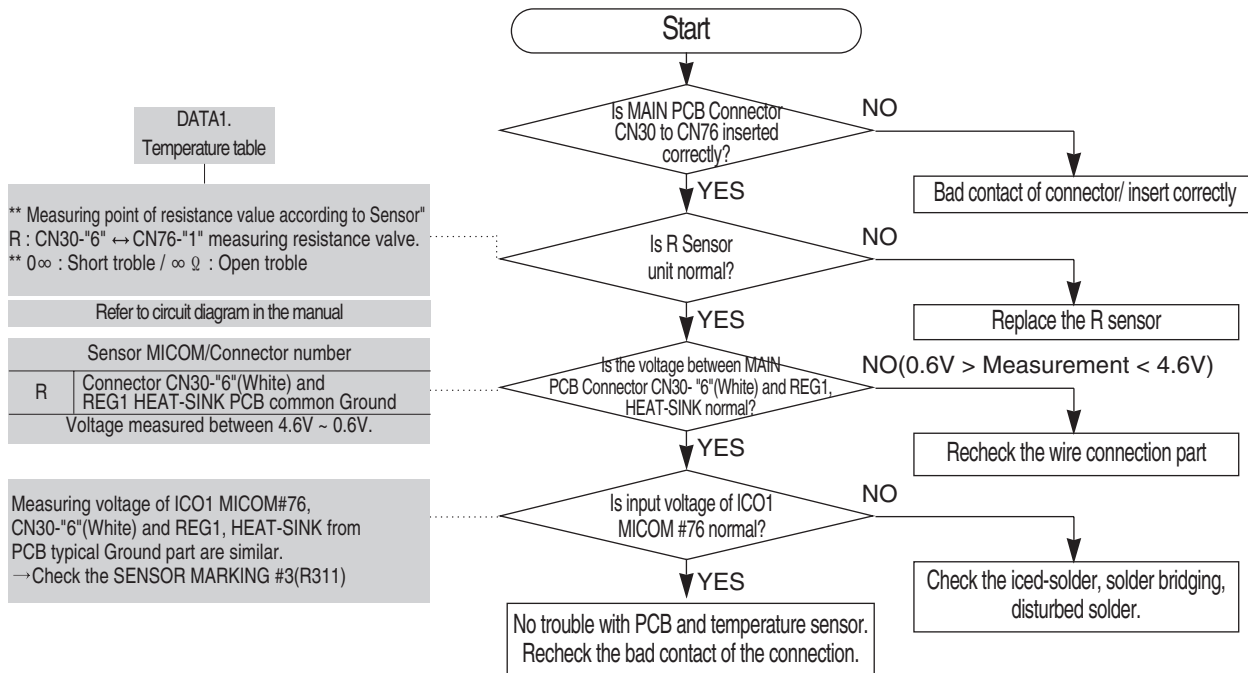 Start
Is MAIN PCB Connector
CN30 to CN76 inserted
correctly?
NO
Bad contact of connector/ insert correctly
YES
DATA1.
Temperature table
** Measuring point of resistance value according to Sensor"
R : CN30-"6" ↔ CN76-"1" measuring resistance valve.
** 0∞ : Short troble / ∞ Ω : Open troble
Is R Sensor
unit normal?
NO
Replace the R sensor
YES
Refer to circuit diagram in the manual
Sensor MICOM/Connector number
R
Connector CN30-"6"(White) and
REG1 HEAT-SINK PCB common Ground
Voltage measured between 4.6V ~ 0.6V.
Is the voltage between MAIN
PCB Connector CN30- "6"(White) and REG1,
HEAT-SINK normal?
NO(0.6V > Measurement < 4.6V)
Recheck the wire connection part
YES
Measuring voltage of ICO1 MICOM#76,
CN30-"6"(White) and REG1, HEAT-SINK from
PCB typical Ground part are similar.
→Check the SENSOR MARKING #3(R311)
Is input voltage of ICO1
MICOM #76 normal?
NO
Check the iced-solder, solder bridging,
disturbed solder.
YES
No trouble with PCB and temperature sensor.
Recheck the bad contact of the connection.